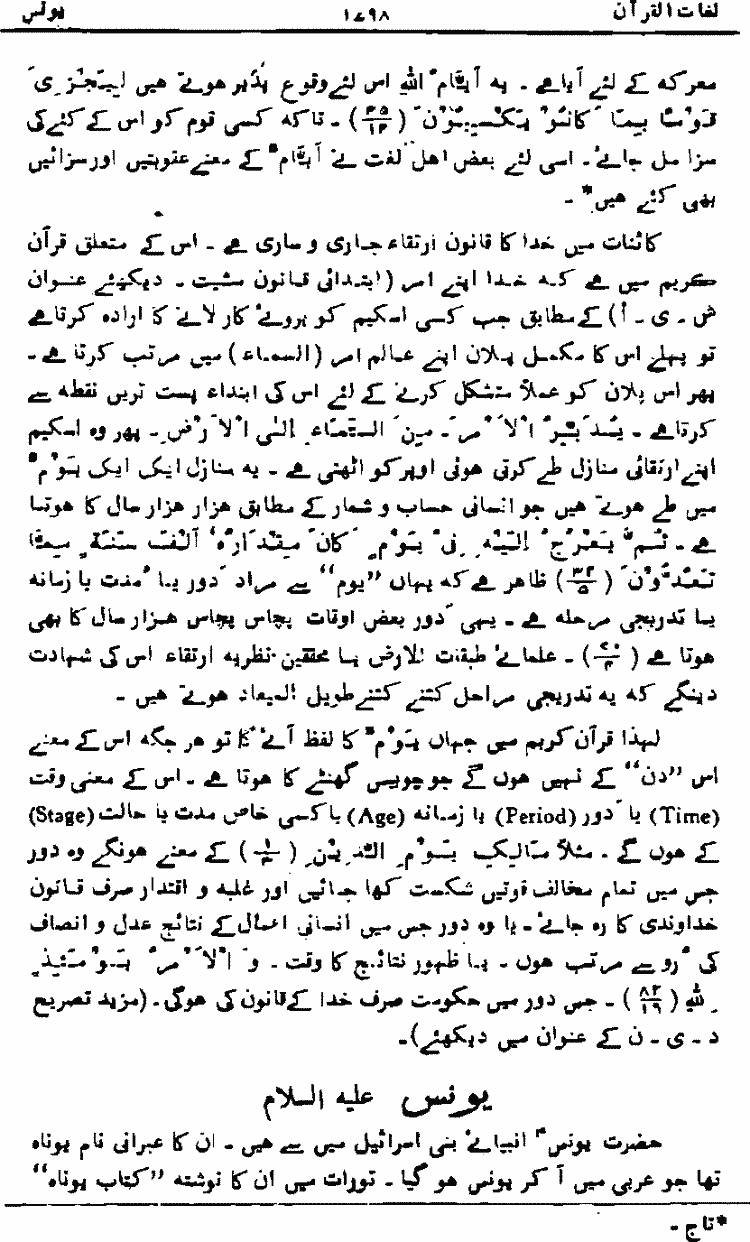 لغات القرآن ۱۷۹۸ یونس
معرکہ کے لئے آیا ہے ۔ یہ اَیَّامُ اللہِ اس لئے وقوع پذیر ہوتے ہیں لِیَجْزِیَ
قَوْمًا بِمَا کَانُوْا یَکْسِبُوْنَ (۴۵/۱۴) ۔ تاکہ کسی قوم کو اس کے کئے کی
سزا مل جائے ۔ اسی لئے بعض اہل لغت نے اَیَّامٌ کے معنے عقوبتیں اور سزائیں
بھی کئے ہیں* ۔
کائنات میں خدا کا قانون ارتقاء جاری و ساری ہے ۔ اس کے متعلق قرآن
کریم میں ہے کہ خدا اپنے امر (ابتدائی قانون مشیت ۔ دیکھئے عنوان
ش ۔ ی ۔ أ) کے مطابق جب کسی اسکیم کو بروئے کار لانے کا ارادہ کرتا ہے
تو پہلے اس کا مکمل پلان اپنے عالم امر (السماء) میں مرتب کرتا ہے ۔
پھر اس پلان کو عملاً متشکل کرنے کے لئے اس کی ابتداء پست ترین نقطہ سے
کرتا ہے ۔ یُدَبِّرُ الْاَمْرَ مِنَ السَّمَاءِ اِلَی الْاَرْضِ ۔ پھر وہ اسکیم
اپنے ارتقائی منازل طے کرتی ہوئی اوپر کو اٹھتی ہے ۔ یہ منازل ایک ایک یَوْمٌ
میں طے ہوتے ہیں جو انسانی حساب و شمار کے مطابق ہزار ہزار سال کا ہوتا
ہے ۔ ثُمَّ یَعْرُجُ اِلَیْہِ فِیْ یَوْمٍ کَانَ مِقْدَارُہٗ اَلْفَ سَنَۃٍ مِمَّا
تَعُدُّوْنَ (۳۲/۵) ظاہر ہے کہ یہاں ”یوم“ سے مراد دَور یا مُدت یا زمانہ
یا تدریجی مرحلہ ہے ۔ یہی دَور بعض اوقات پچاس پچاس ہزار سال کا بھی
ہوتا ہے (۷۰/۴) ۔ علمائے طبقات الارض یا محققین نظریہ ارتقاء اس کی شہادت
دینگے کہ یہ تدریجی مراحل کتنے کتنے طویل المیعاد ہوتے ہیں ۔
لہذا قرآن کریم میں جہاں یَوْمٌ کا لفظ آئے گا تو ہر جگہ اس کے معنے
اس ”دن“ کے نہیں ہوں گے جو چوبیس گھنٹے کا ہوتا ہے ۔ اس کے معنی وقت
(Time) یا دَور (Period) یا زمانہ (Age) یا کسی خاص مدت یا حالت (Stage)
کے ہوں گے ۔ مثلاً مَالِکِ یَوْمِ الدِّیْنِ (۱/۳) کے معنے ہونگے وہ دور
جس میں تمام مخالف قوتیں شکست کھا جائیں اور غلبہ و اقتدار صرف قانون
خداوندی کا رہ جائے ۔ یا وہ دور جس میں انسانی اعمال کے نتائج عدل و انصاف
کی رُو سے مرتب ہوں ۔ یا ظہور نتائج کا وقت ۔ وَ الْاَمْرُ یَوْمَئِذٍ
لِلہِ (۸۲/۱۹) ۔ جس دور میں حکومت صرف خدا کے قانون کی ہوگی ۔ (مزید تصریح
د ۔ ی ۔ ن کے عنوان میں دیکھئے) ۔
یونس علیہ السلام
حضرت یونسؑ انبیائے بنی اسرائیل میں سے ہیں ۔ ان کا عبرانی نام یوناہ
تھا جو عربی میں آ کر یونس ہو گیا ۔ تورات میں ان کا نوشتہ ”کتاب یوناہ“
*تاج ۔